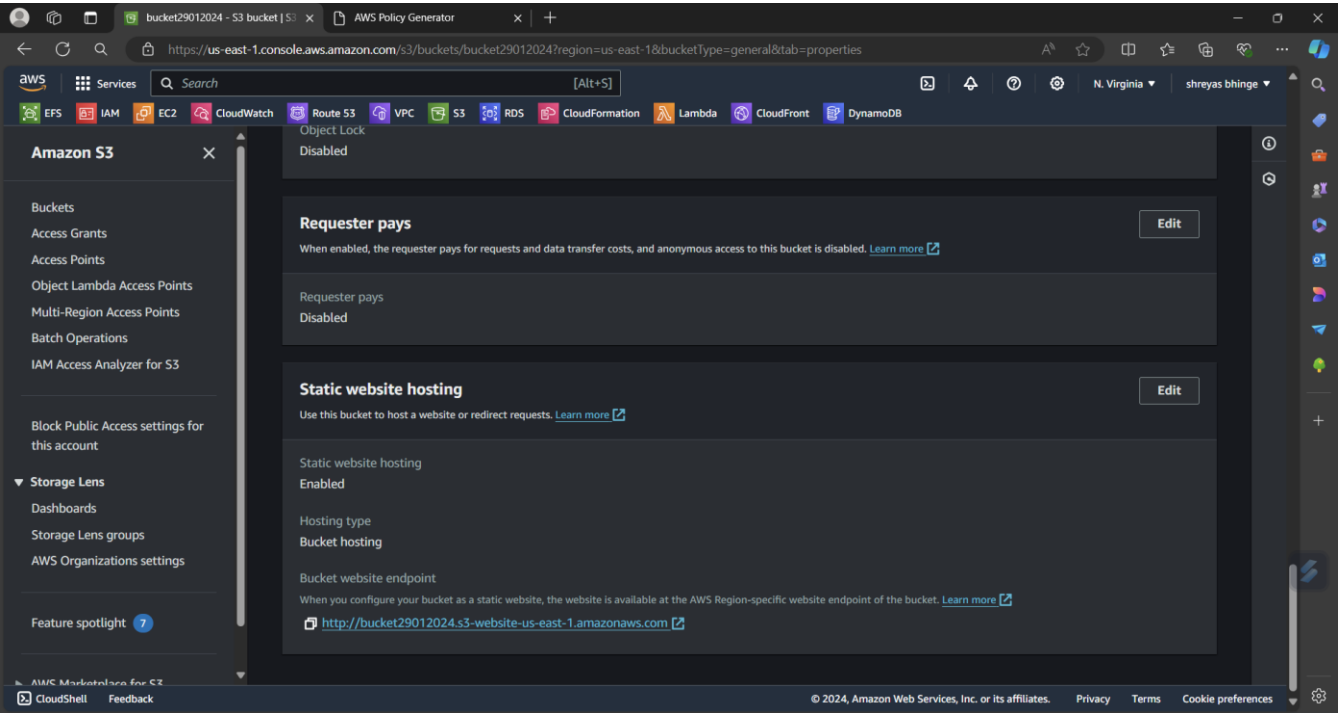 bucket29012024 - S3 bucket | S3
AWS Policy Generator
https://us-east-1.console.aws.amazon.com/s3/buckets/bucket29012024?region=us-east-1&bucketType=general&tab=properties
aws
Services
Search
[Alt+S]
N. Virginia
shreyas bhinge
EFS
IAM
EC2
CloudWatch
Route 53
VPC
S3
RDS
CloudFormation
Lambda
CloudFront
DynamoDB
Amazon S3
Buckets
Access Grants
Access Points
Object Lambda Access Points
Multi-Region Access Points
Batch Operations
IAM Access Analyzer for S3
Block Public Access settings for
this account
Storage Lens
Dashboards
Storage Lens groups
AWS Organizations settings
Feature spotlight 7
AWS Marketplace for S3
Object Lock
Disabled
Requester pays
Edit
When enabled, the requester pays for requests and data transfer costs, and anonymous access to this bucket is disabled. Learn more
Requester pays
Disabled
Static website hosting
Edit
Use this bucket to host a website or redirect requests. Learn more
Static website hosting
Enabled
Hosting type
Bucket hosting
Bucket website endpoint
When you configure your bucket as a static website, the website is available at the AWS Region-specific website endpoint of the bucket. Learn more
http://bucket29012024.s3-website-us-east-1.amazonaws.com
CloudShell
Feedback
© 2024, Amazon Web Services, Inc. or its affiliates.
Privacy
Terms
Cookie preferences